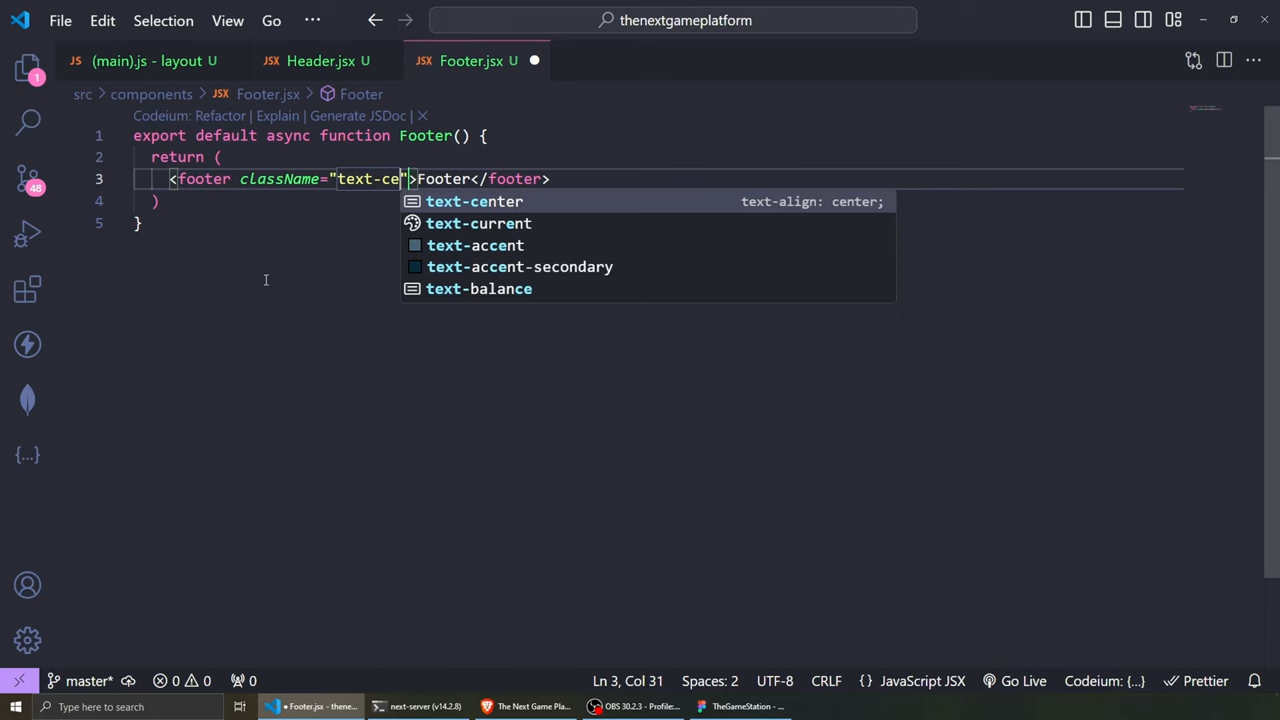 File Edit Selection View Go ··· thenextgameplatform
JS (main).js - layout U JSX Header.jsx U JSX Footer.jsx U
src > components > JSX Footer.jsx > Footer
Codeium: Refactor | Explain | Generate JSDoc |
1 export default async function Footer() {
2 return (
3 <footer className="text-ce">Footer</footer>
4 )
5 }
text-center text-align: center;
text-current
text-accent
text-accent-secondary
text-balance
1
48
{...}
master* 0 0 0 Ln 3, Col 31 Spaces: 2 UTF-8 CRLF {} JavaScript JSX Go Live Codeium: {...} Prettier
Type here to search ● Footer.jsx - thene... next-server (v14.2.8) The Next Game Pla... OBS 30.2.3 - Profile:... TheGameStation - ...